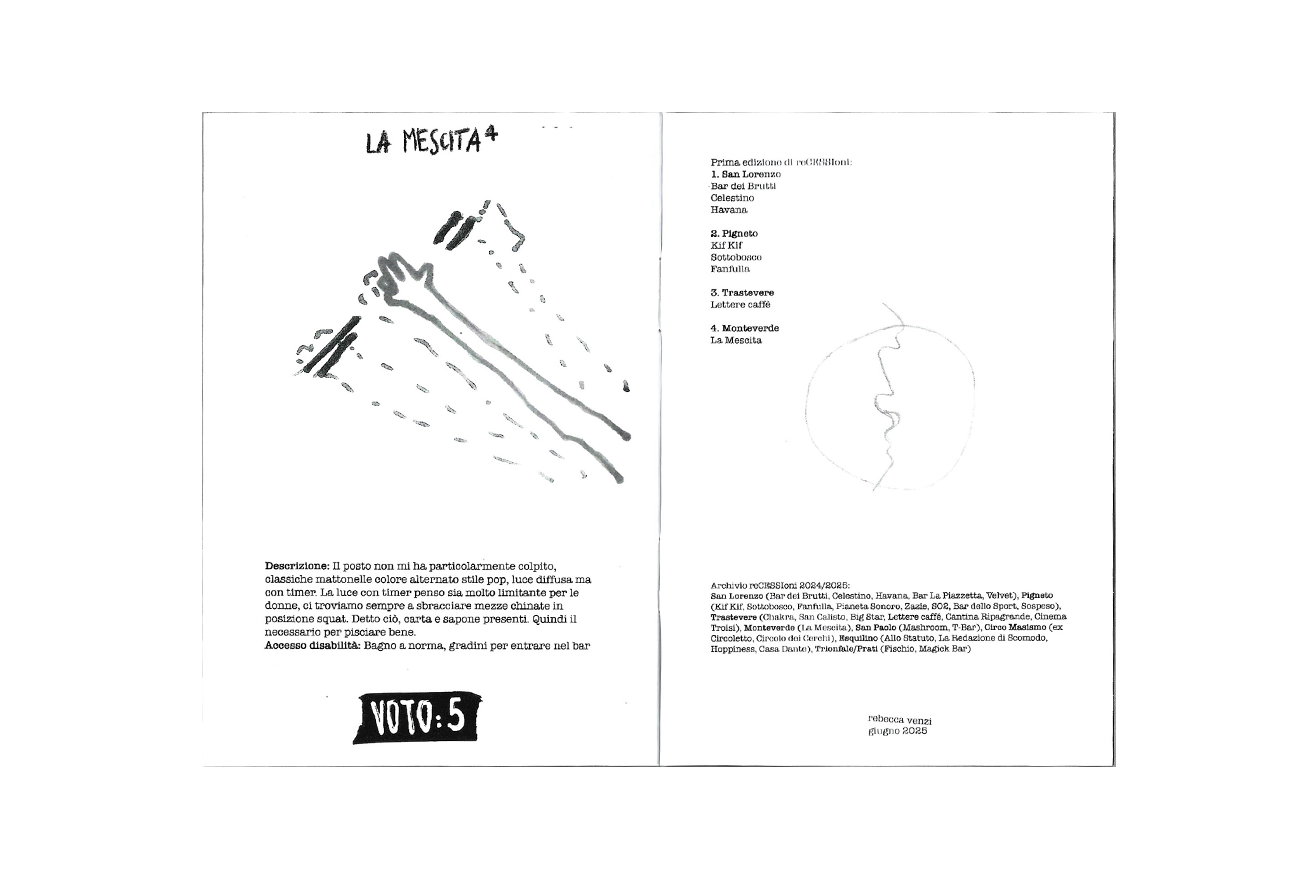 LA MESCITA⁴
Descrizione: Il posto non mi ha particolarmente colpito,
classiche mattonelle colore alternato stile pop, luce diffusa ma
con timer. La luce con timer penso sia molto limitante per le
donne, ci troviamo sempre a sbracciare mezze chinate in
posizione squat. Detto ciò, carta e sapone presenti. Quindi il
necessario per pisciare bene.
Accesso disabilità: Bagno a norma, gradini per entrare nel bar
VOTO: 5
Prima edizione di reCESSIoni:
1. San Lorenzo
Bar dei Brutti
Celestino
Havana
2. Pigneto
Kif Kif
Sottobosco
Fanfulla
3. Trastevere
Lettere caffè
4. Monteverde
La Mescita
Archivio reCESSIoni 2024/2025:
San Lorenzo (Bar dei Brutti, Celestino, Havana, Bar La Piazzetta, Velvet), Pigneto
(Kif Kif, Sottobosco, Fanfulla, Pianeta Sonoro, Zazie, SO2, Bar dello Sport, Sospeso),
Trastevere (Chakra, San Calisto, Big Star, Lettere caffè, Cantina Ripagrande, Cinema
Troisi), Monteverde (La Mescita), San Paolo (Mashroom, T-Bar), Circo Massimo (ex
Circoletto, Circolo dei Cerchi), Esquilino (Allo Statuto, La Redazione di Scomodo,
Hoppiness, Casa Dante), Trionfale/Prati (Fischio, Magick Bar)
rebecca venzi
giugno 2025